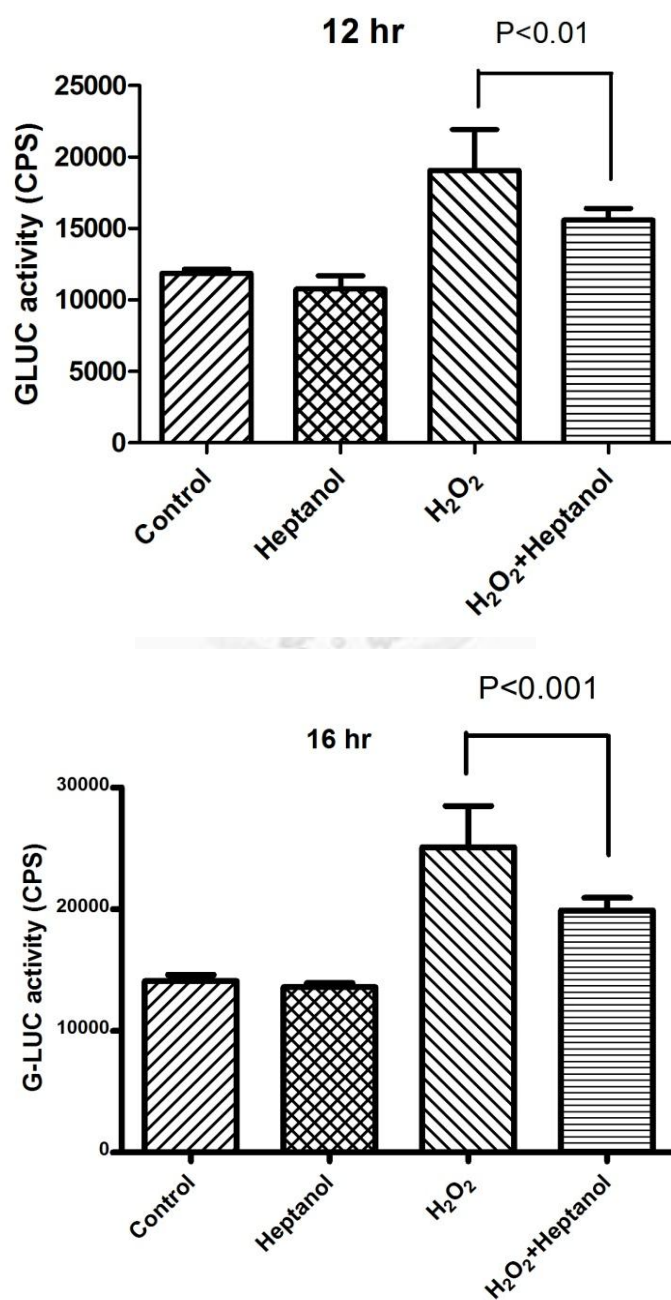 12 hr P<0.01
25000
20000
15000
10000
5000
0
GLUC activity (CPS)
Control
Heptanol
H₂O₂
H₂O₂+Heptanol
P<0.001
16 hr
30000
20000
10000
0
G-LUC activity (CPS)
Control
Heptanol
H₂O₂
H₂O₂+Heptanol